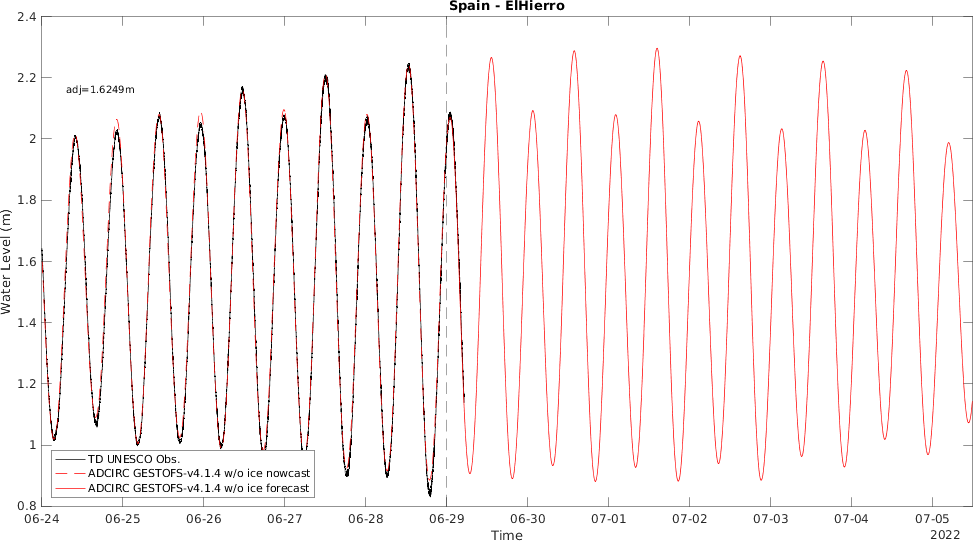 Spain - ElHierro
2.4
2.2
2
1.8
1.6
1.4
1.2
1
0.8
Water Level (m)
adj=1.6249m
TD UNESCO Obs.
ADCIRC GESTOFS-v4.1.4 w/o ice nowcast
ADCIRC GESTOFS-v4.1.4 w/o ice forecast
06-24 06-25 06-26 06-27 06-28 06-29 06-30 07-01 07-02 07-03 07-04 07-05
2022
Time